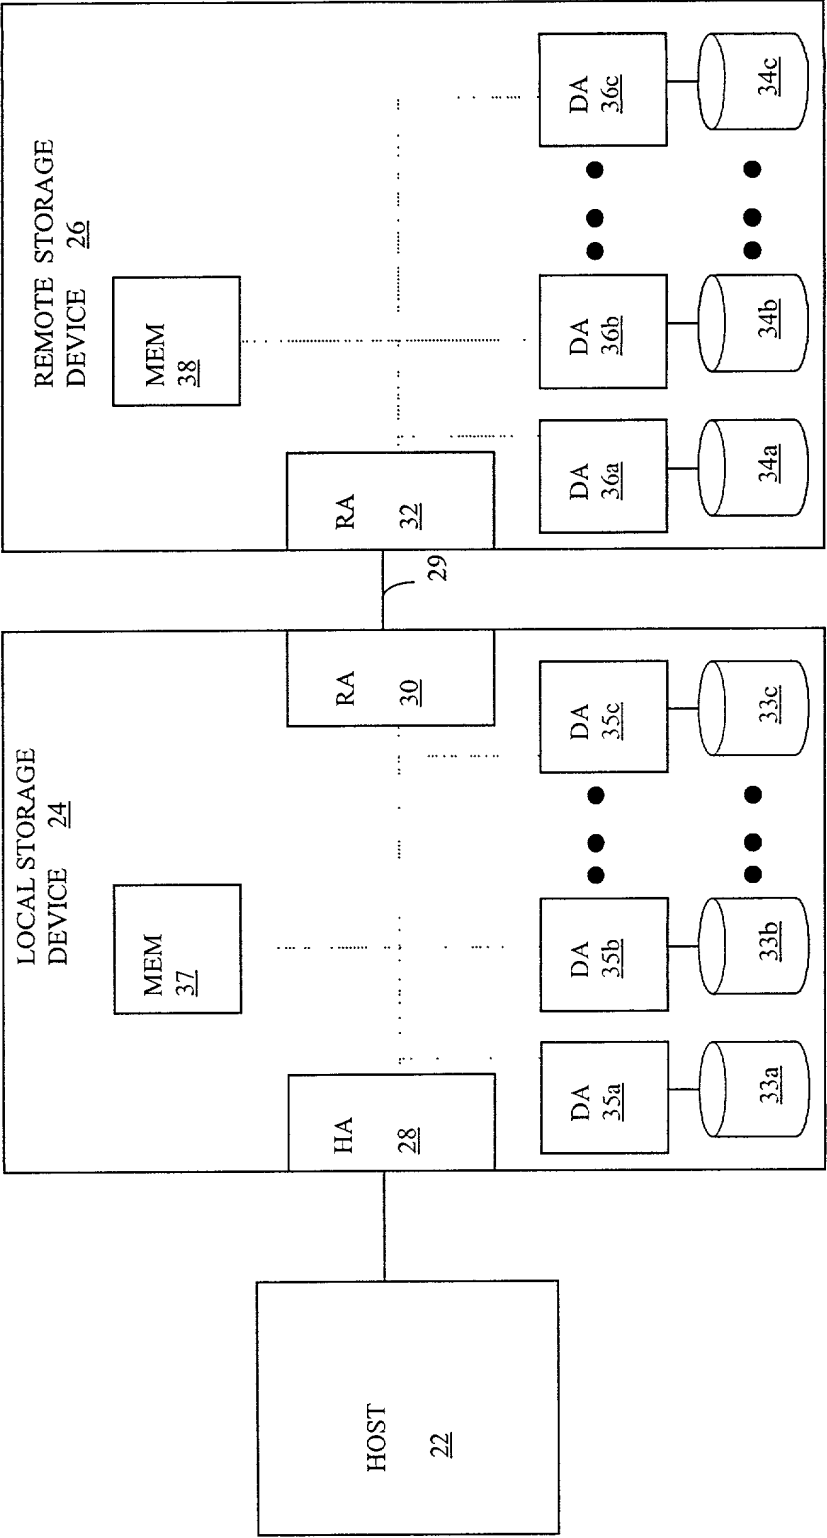 HOST
22
LOCAL STORAGE
DEVICE 24
MEM
37
HA
28
RA
30
DA
35a
DA
35b
DA
35c
33a
33b
33c
29
REMOTE STORAGE
DEVICE 26
MEM
38
RA
32
DA
36a
DA
36b
DA
36c
34a
34b
34c